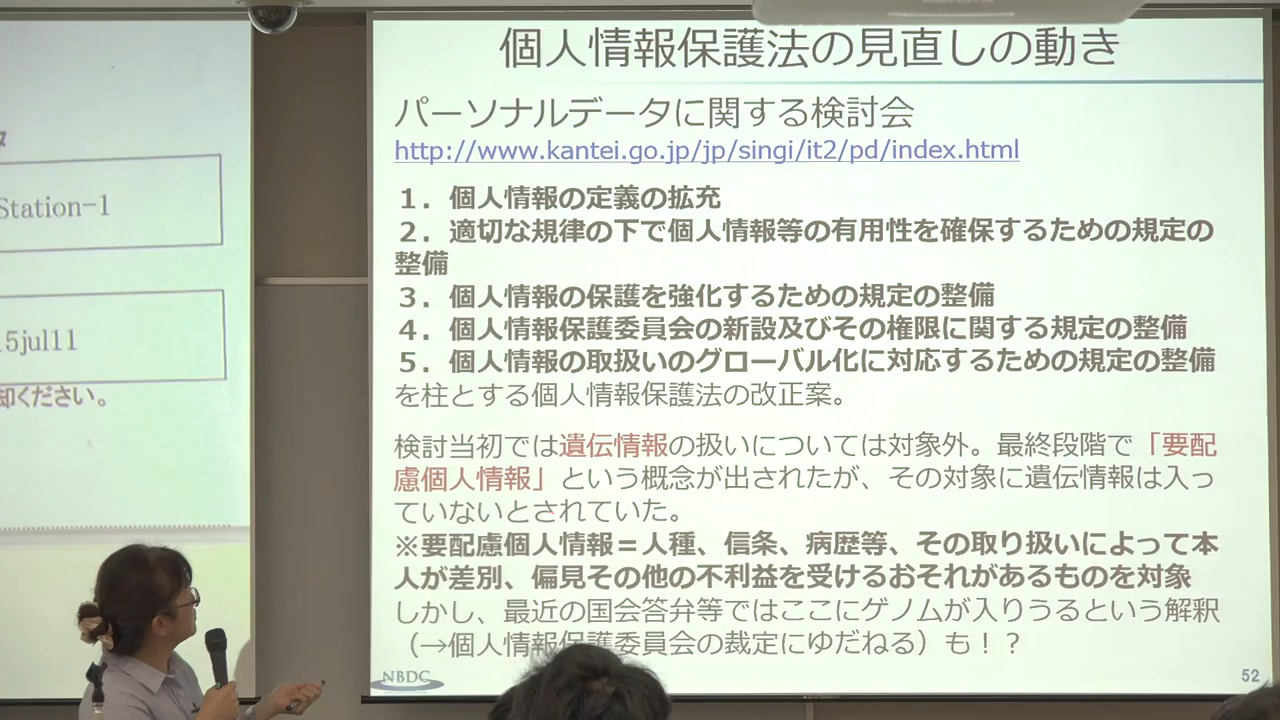 個人情報保護法の見直しの動き
パーソナルデータに関する検討会
http://www.kantei.go.jp/jp/singi/it2/pd/index.html
１．個人情報の定義の拡充
２．適切な規律の下で個人情報等の有用性を確保するための規定の
整備
３．個人情報の保護を強化するための規定の整備
４．個人情報保護委員会の新設及びその権限に関する規定の整備
５．個人情報の取扱いのグローバル化に対応するための規定の整備
を柱とする個人情報保護法の改正案。
検討当初では遺伝情報の扱いについては対象外。最終段階で「要配
慮個人情報」という概念が出されたが、その対象に遺伝情報は入っ
ていないとされていた。
※要配慮個人情報＝人種、信条、病歴等、その取り扱いによって本
人が差別、偏見その他の不利益を受けるおそれがあるものを対象
しかし、最近の国会答弁等ではここにゲノムが入りうるという解釈
（→個人情報保護委員会の裁定にゆだねる）も！？
NBDC
52
Station-1
5jul11
却ください。